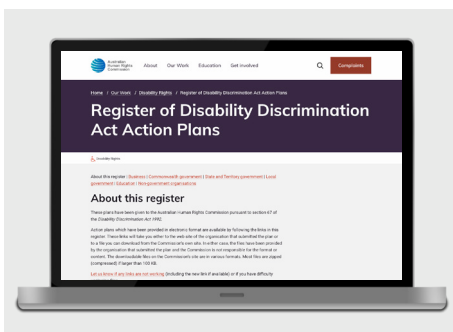 Australian
Human Rights
Commission
About Our Work Education Get involved
Complaints
Home / Our Work / Disability Rights / Register of Disability Discrimination Act Action Plans
Register of Disability Discrimination
Act Action Plans
Disability Rights
About this register | Business | Commonwealth government | State and Territory government | Local
government | Education | Non-government organisations
About this register
These plans have been given to the Australian Human Rights Commission pursuant to section 67 of
the Disability Discrimination Act 1992.
Action plans which have been provided in electronic format are available by following the links in this
register. These links will take you either to the web site of the organisation that submitted the plan or
to a file you can download from the Commission's own site. In either case, the files have been provided
by the organisation that submitted the plan and the Commission is not responsible for the format or
content. The downloadable files on the Commission's site are in various formats. Most files are zipped
(compressed) if larger than 100 KB.
Let us know if any links are not working (including the new link if available) or if you have difficulty